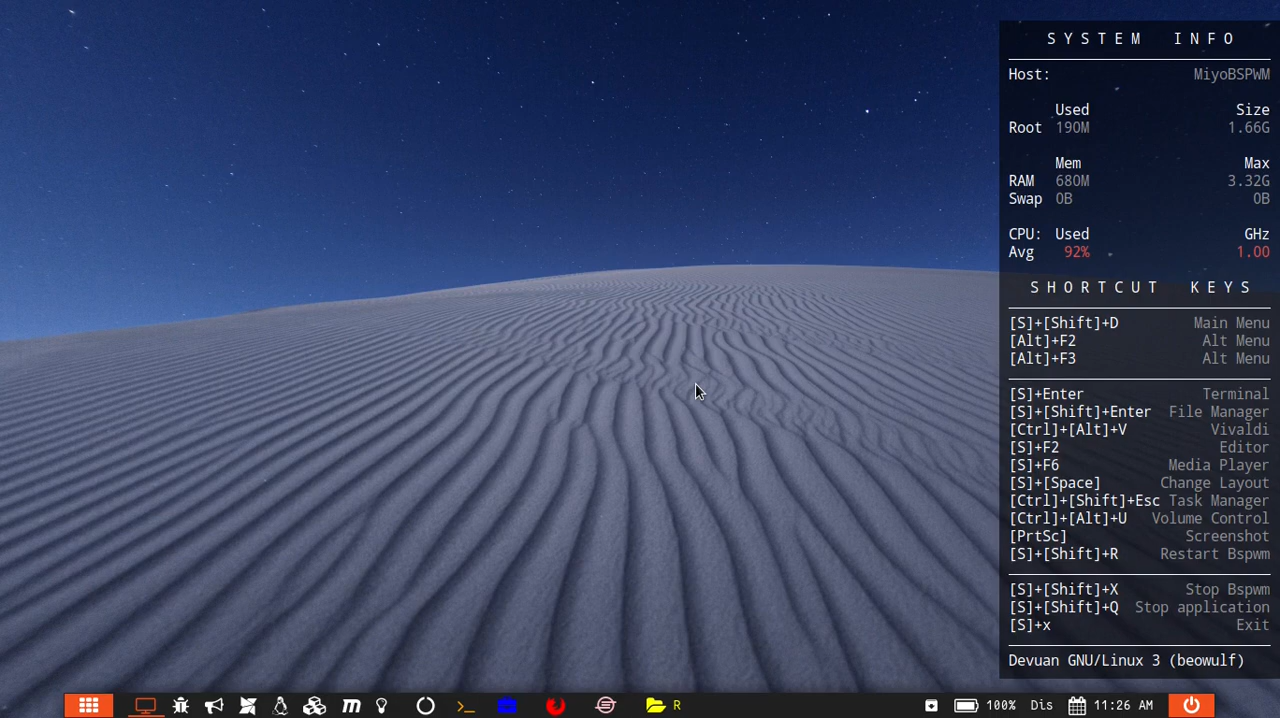 SYSTEM INFO
Host: MiyoBSPWM
Used Size
Root 190M 1.66G
Mem Max
RAM 680M 3.32G
Swap 0B 0B
CPU: Used GHz
Avg 92% 1.00
SHORTCUT KEYS
[S]+[Shift]+D Main Menu
[Alt]+F2 Alt Menu
[Alt]+F3 Alt Menu
[S]+Enter Terminal
[S]+[Shift]+Enter File Manager
[Ctrl]+[Alt]+V Vivaldi
[S]+F2 Editor
[S]+F6 Media Player
[S]+[Space] Change Layout
[Ctrl]+[Shift]+Esc Task Manager
[Ctrl]+[Alt]+U Volume Control
[PrtSc] Screenshot
[S]+[Shift]+R Restart Bspwm
[S]+[Shift]+X Stop Bspwm
[S]+[Shift]+Q Stop application
[S]+x Exit
Devuan GNU/Linux 3 (beowulf)
R 100% Dis 11:26 AM